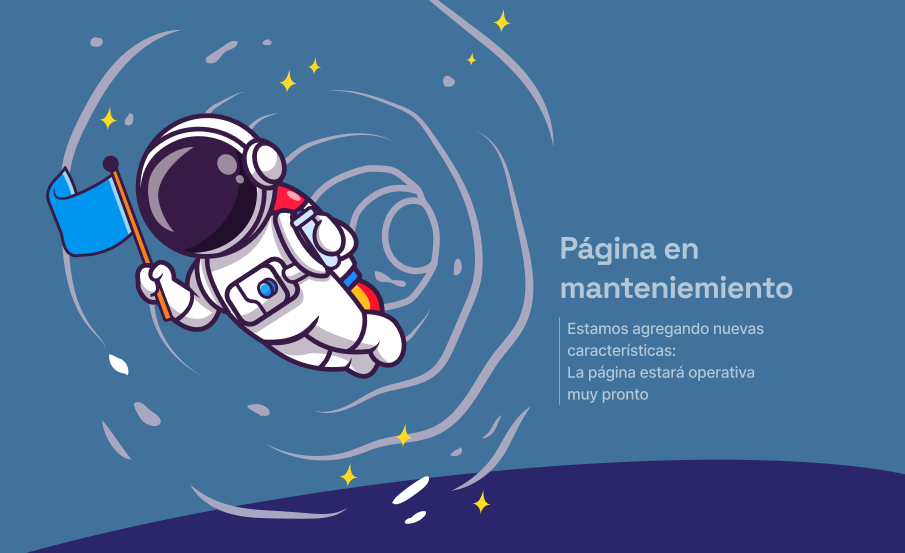 Página en
manteniemiento
Estamos agregando nuevas
características:
La página estará operativa
muy pronto